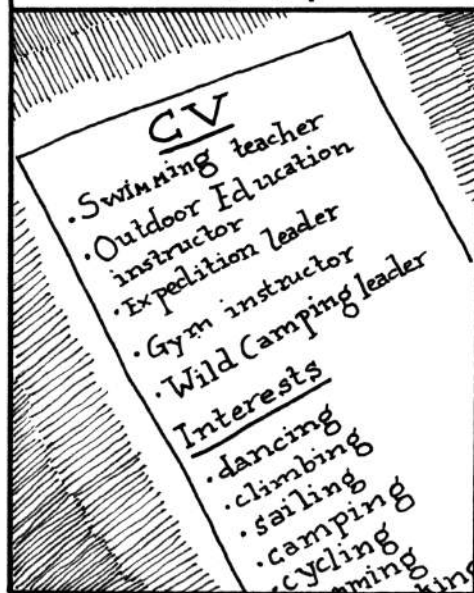 CV
· Swimming teacher
· Outdoor Education
instructor
· Expedition leader
· Gym instructor
· Wild Camping leader
Interests
· dancing
· climbing
· sailing
· camping
· cycling